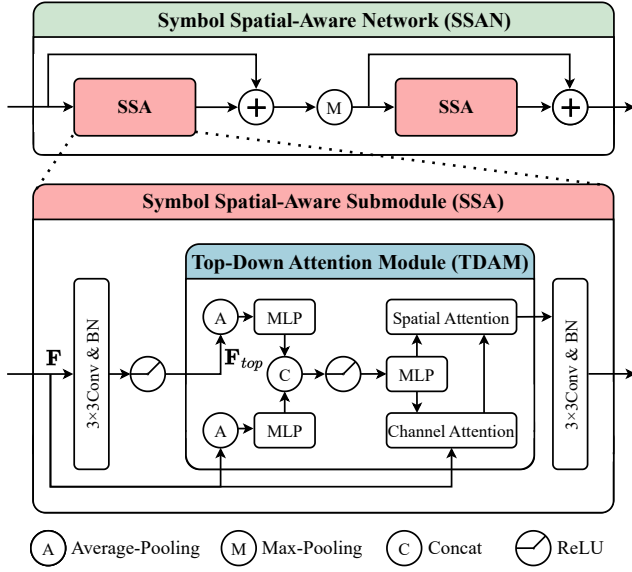 Symbol Spatial-Aware Network (SSAN)
SSA
M
SSA
Symbol Spatial-Aware Submodule (SSA)
Top-Down Attention Module (TDAM)
A
MLP
Spatial Attention
F
3×3Conv & BN
F top
C
MLP
3×3Conv & BN
A
MLP
Channel Attention
A Average-Pooling
M Max-Pooling
C Concat
ReLU